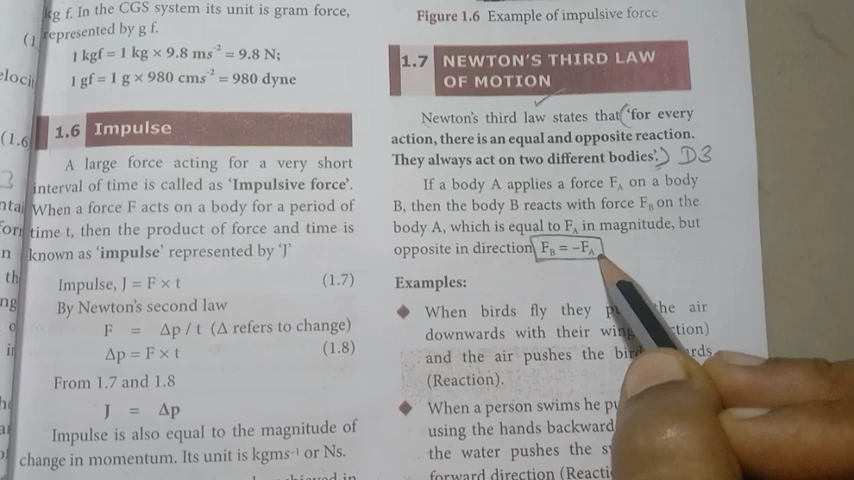 kg f. In the CGS system its unit is gram force,
represented by g f.
1 kgf = 1 kg × 9.8 ms⁻² = 9.8 N;
1 gf = 1 g × 980 cms⁻² = 980 dyne
1.6 Impulse
A large force acting for a very short
interval of time is called as ‘Impulsive force’.
When a force F acts on a body for a period of
time t, then the product of force and time is
known as ‘impulse’ represented by ‘J’
Impulse, J = F × t (1.7)
By Newton's second law
F = Δp / t (Δ refers to change)
Δp = F × t (1.8)
From 1.7 and 1.8
J = Δp
Impulse is also equal to the magnitude of
change in momentum. Its unit is kgms⁻¹ or Ns.
Figure 1.6 Example of impulsive force
1.7 NEWTON'S THIRD LAW
OF MOTION
Newton's third law states that ‘for every
action, there is an equal and opposite reaction.
They always act on two different bodies’. D3
If a body A applies a force F_A on a body
B, then the body B reacts with force F_B on the
body A, which is equal to F_A in magnitude, but
opposite in direction F_B = −F_A
Examples:
When birds fly they the air
downwards with their
and the air pushes the
(Reaction).
When a person swims he
using the hands
the water pushes the
forward direction